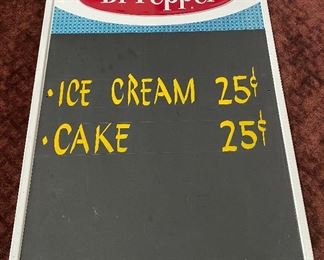 Dr Pepper
• ICE CREAM 25¢
• CAKE 25¢